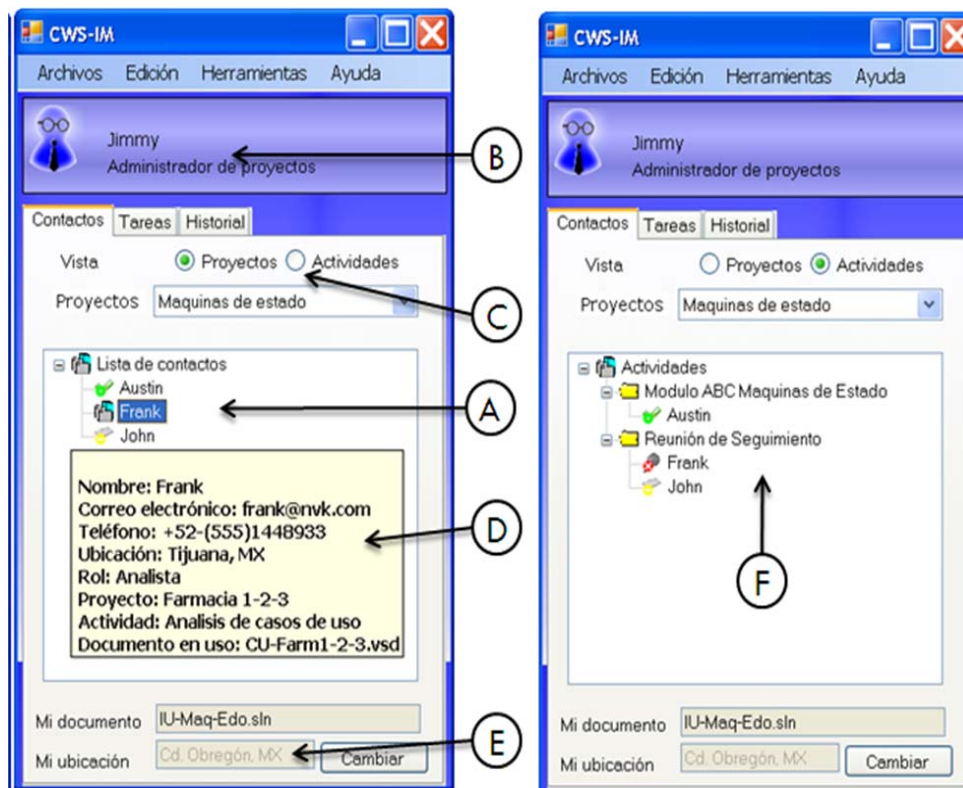 CWS-IM
Archivos Edición Herramientas Ayuda
Jimmy
Administrador de proyectos
Contactos Tareas Historial
Vista Proyectos Actividades
Proyectos Maquinas de estado
Lista de contactos
Austin
Frank
John
Nombre: Frank
Correo electrónico: frank@nvk.com
Teléfono: +52-(555)1448933
Ubicación: Tijuana, MX
Rol: Analista
Proyecto: Farmacia 1-2-3
Actividad: Analisis de casos de uso
Documento en uso: CU-Farm1-2-3.vsd
Mi documento IU-Maq-Edo.sln
Mi ubicación Cd. Obregón, MX Cambiar
B
C
A
D
E
CWS-IM
Archivos Edición Herramientas Ayuda
Jimmy
Administrador de proyectos
Contactos Tareas Historial
Vista Proyectos Actividades
Proyectos Maquinas de estado
Actividades
Modulo ABC Maquinas de Estado
Austin
Reunión de Seguimiento
Frank
John
F
Mi documento IU-Maq-Edo.sln
Mi ubicación Cd. Obregón, MX Cambiar